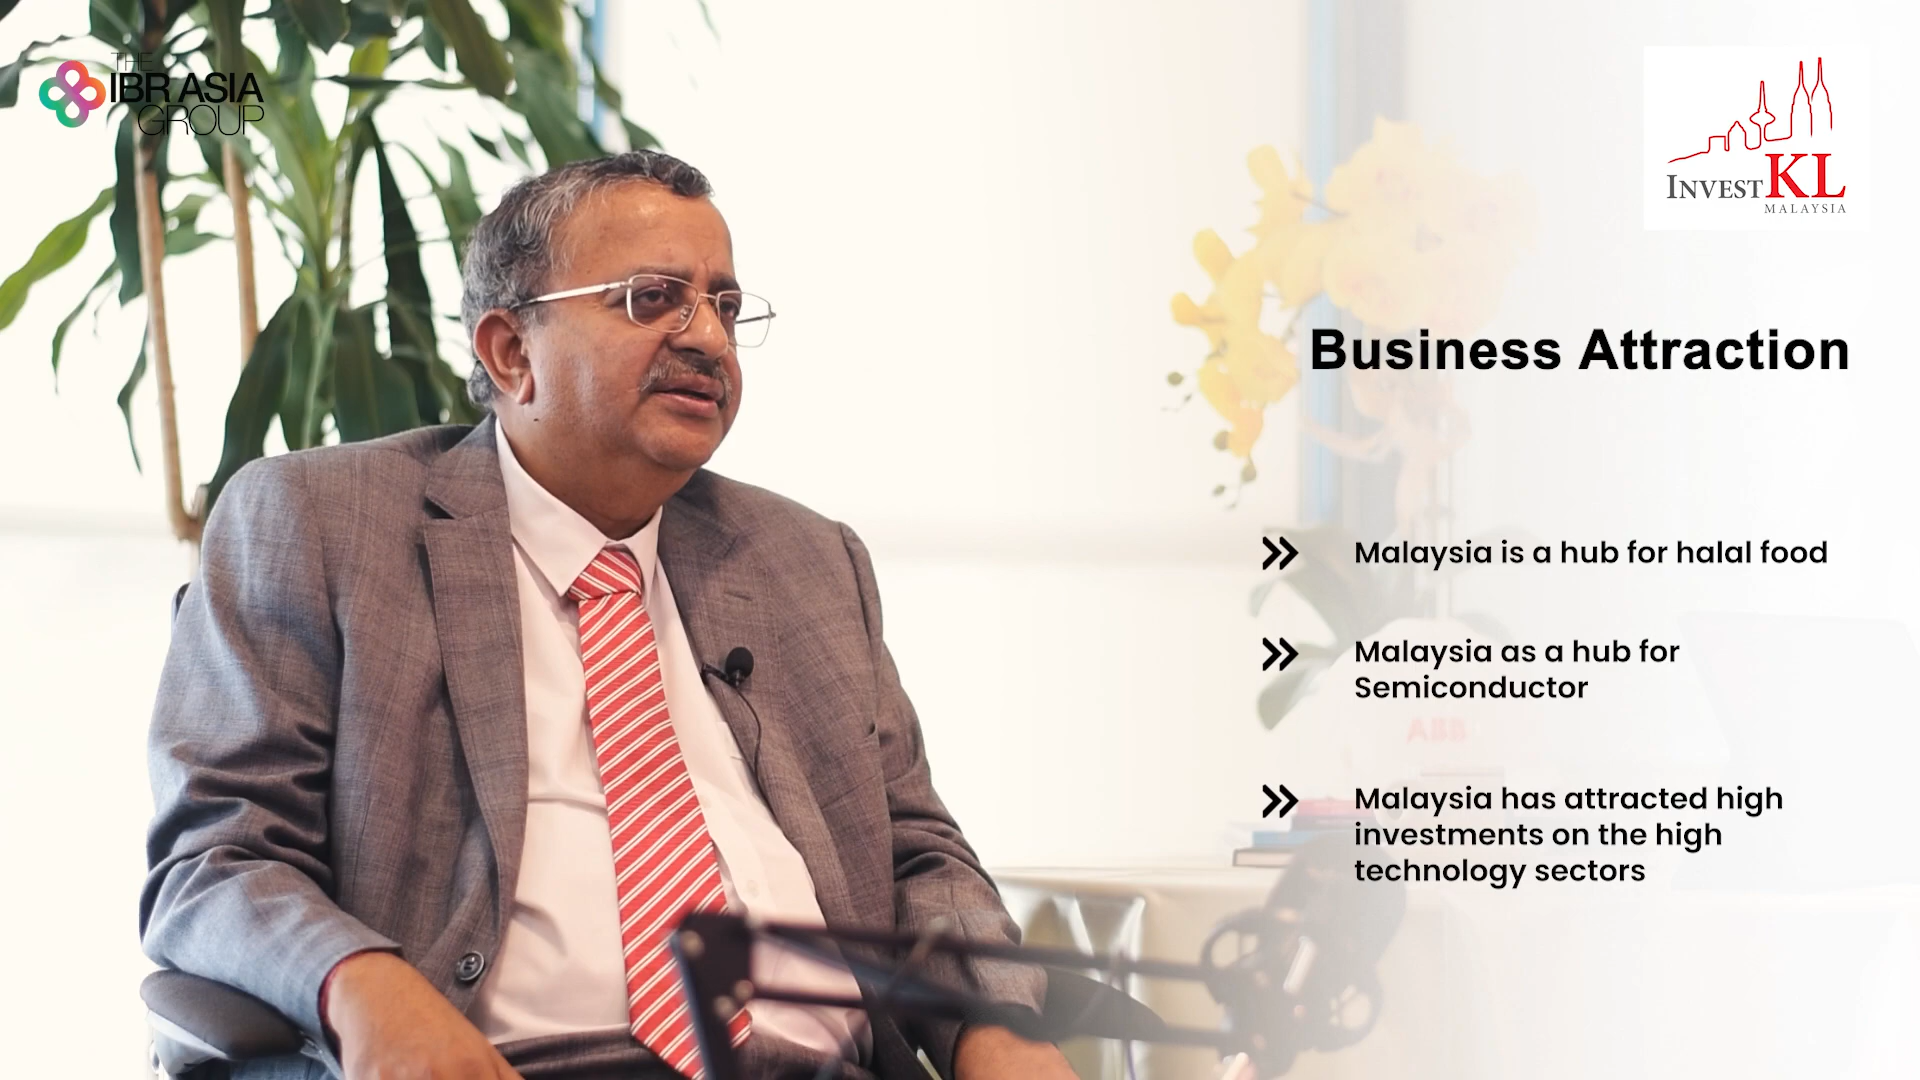 THE
IBR ASIA
GROUP
INVEST KL
MALAYSIA
Business Attraction
Malaysia is a hub for halal food
Malaysia as a hub for
Semiconductor
ABB
Malaysia has attracted high
investments on the high
technology sectors